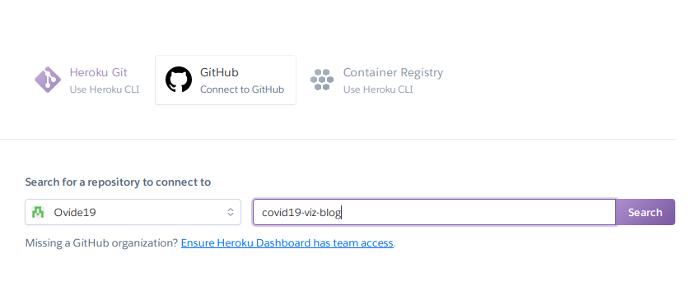 Heroku Git
Use Heroku CLI
GitHub
Connect to GitHub
Container Registry
Use Heroku CLI
Search for a repository to connect to
Ovide19
covid19-viz-blog
Search
Missing a GitHub organization? Ensure Heroku Dashboard has team access.